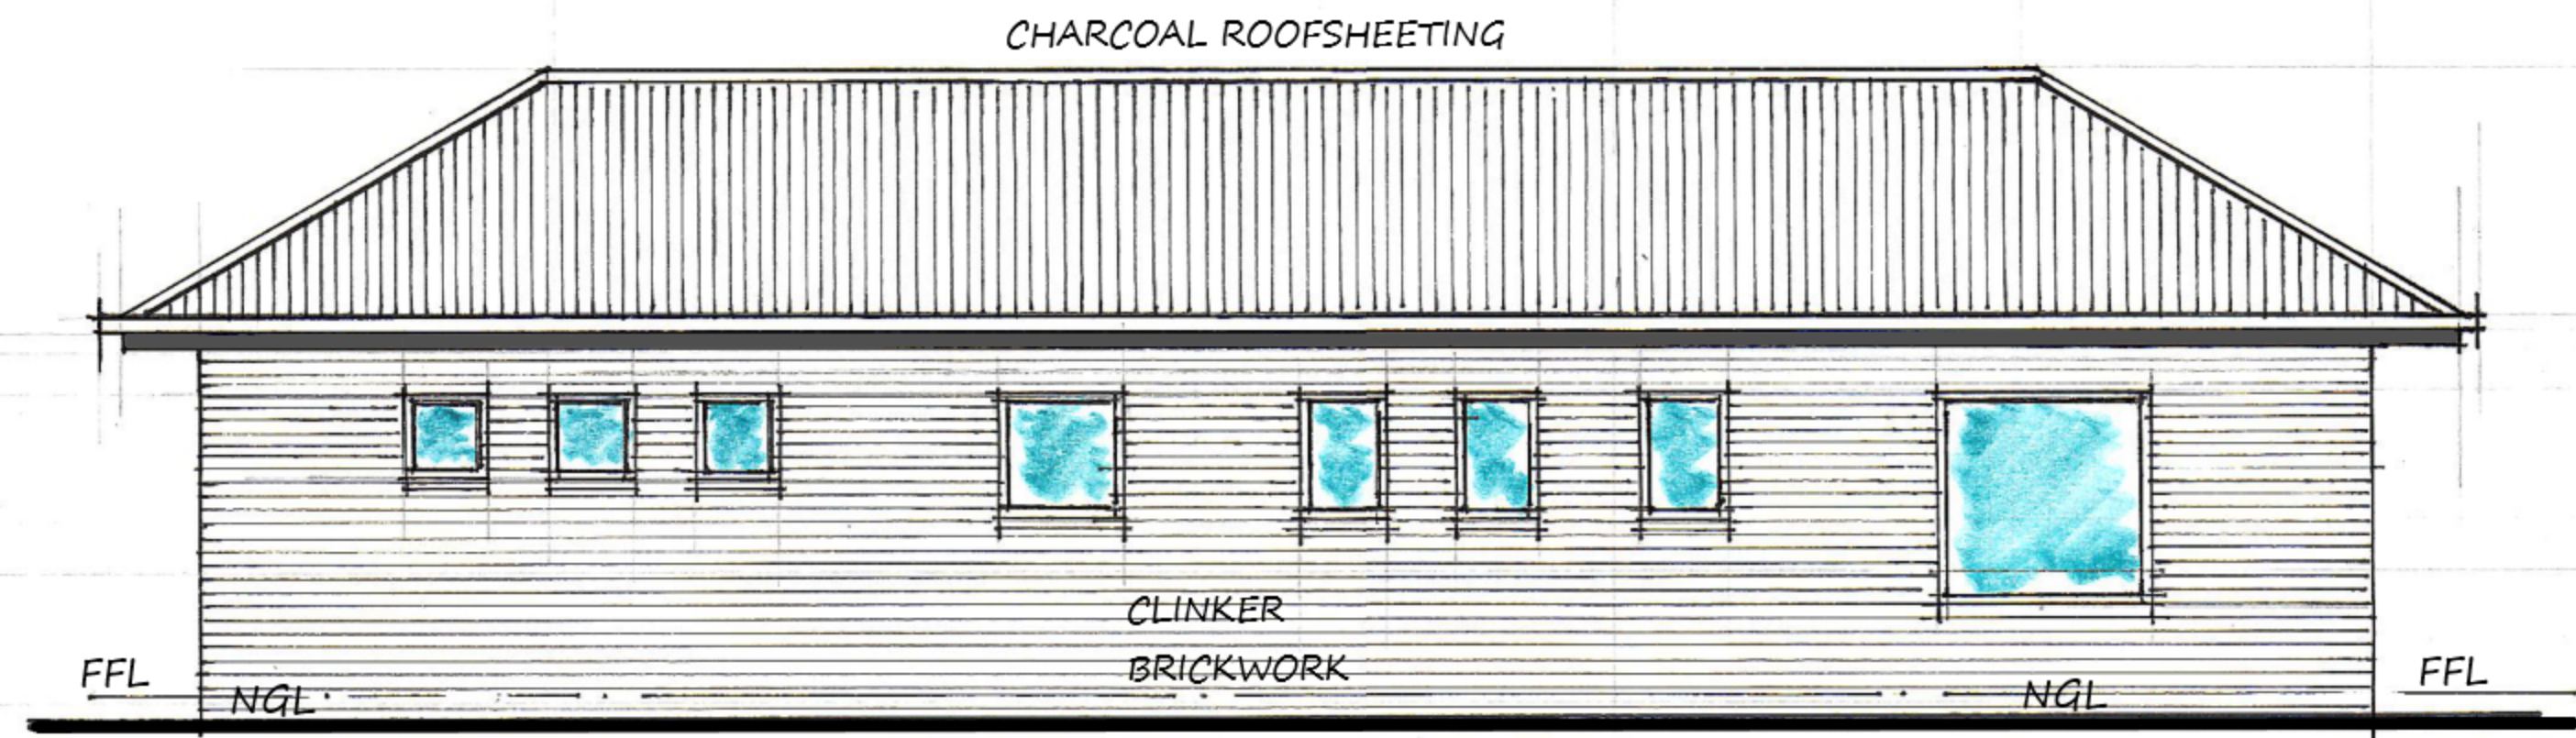 CHARCOAL ROOFSHEETING
CLINKER
BRICKWORK
FFL
FFL
NGL
NGL